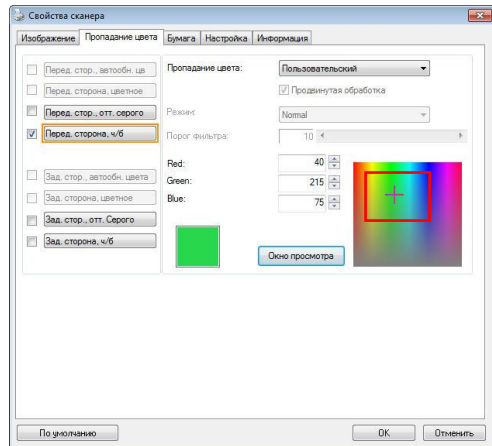 Свойства сканера
Изображение Пропадание цвета Бумага Настройка Информация
Перед. стор., автообн. цв
Перед. сторона, цветное
Перед. стор., отт. серого
Перед. сторона, ч/б
Зад. стор., автообн. цвета
Зад. сторона, цветное
Зад. стор., отт. Серого
Зад. сторона, ч/б
Пропадание цвета: Пользовательский
Продвинутая обработка
Режим: Normal
Порог фильтра: 10
Red: 40
Green: 215
Blue: 75
Окно просмотра
По умолчанию OK Отменить